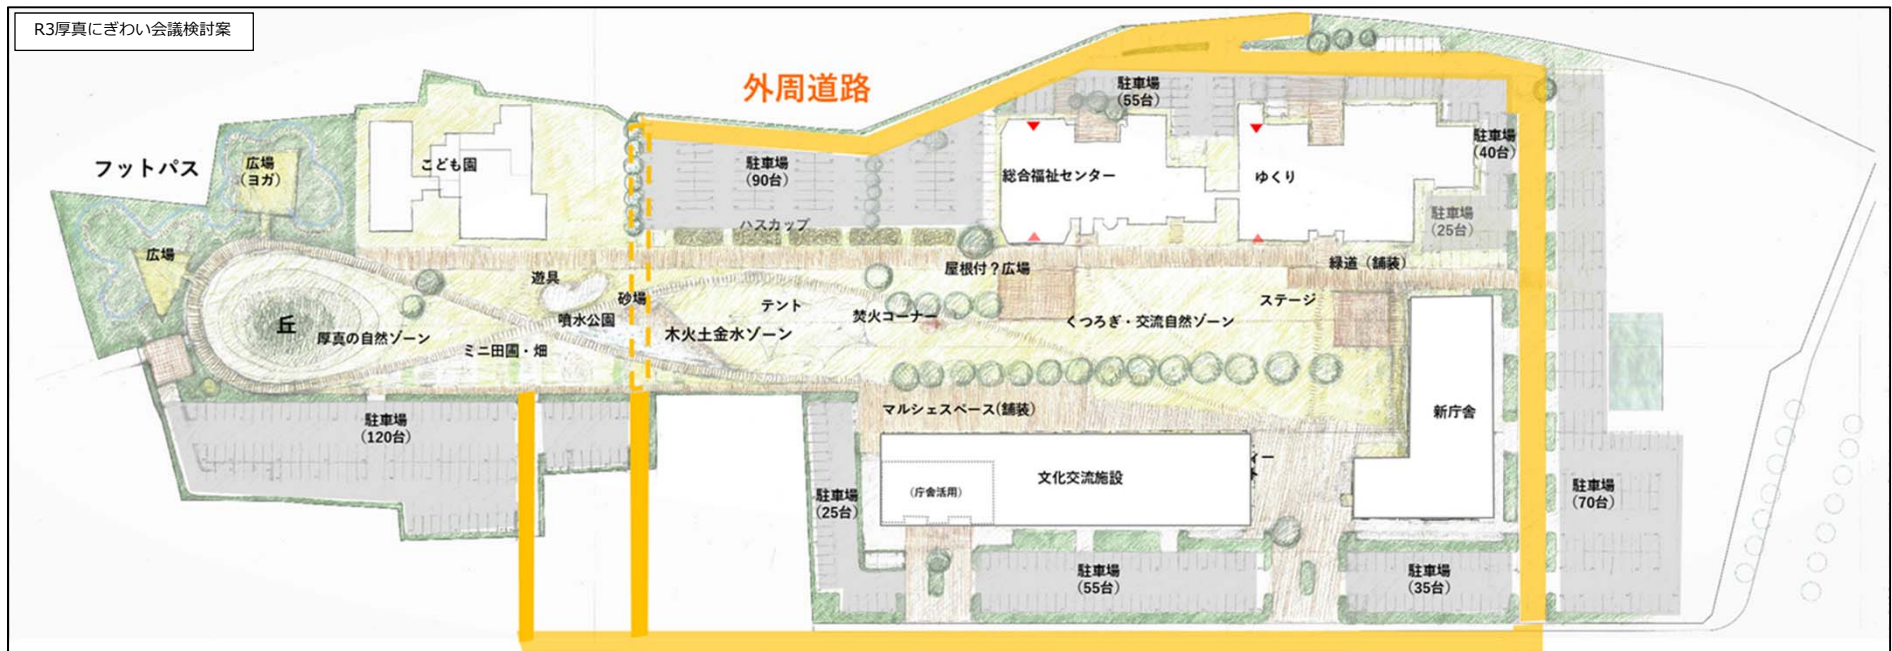 R3厚真にぎわい会議検討案
外周道路
駐車場
(55台)
フットパス
広場
(ヨガ)
こども園
駐車場
(90台)
総合福祉センター
ゆくり
駐車場
(40台)
駐車場
(25台)
ハスカップ
広場
遊具
屋根付？広場
緑道（舗装）
砂場
テント
ステージ
丘
厚真の自然ゾーン
噴水公園
木火土金水ゾーン
焚火コーナー
くつろぎ・交流自然ゾーン
ミニ田圃・畑
マルシェスペース(舗装)
新庁舎
駐車場
(120台)
文化交流施設
(庁舎活用)
駐車場
(25台)
駐車場
(70台)
駐車場
(55台)
駐車場
(35台)